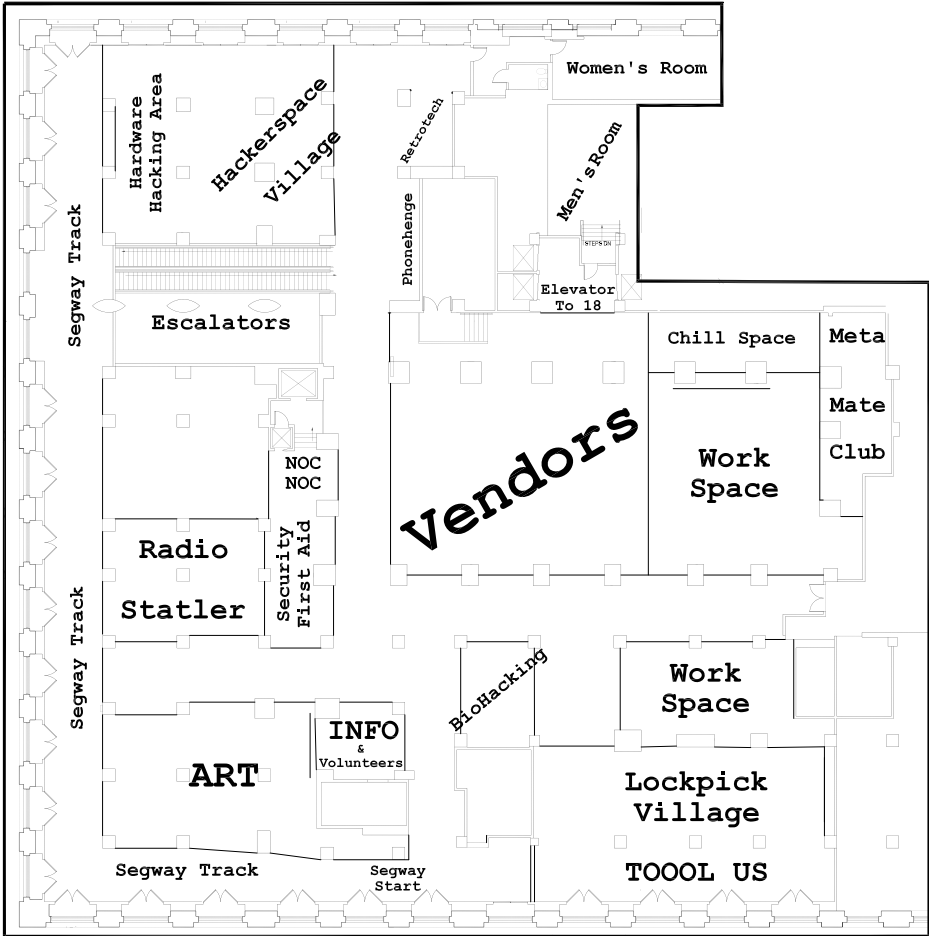 Women's Room
Hardware
Hacking Area
Hackerspace
Village
Retrotech
Men'sRoom
Segway Track
Phonehenge
STEPS DN
Elevator
To 18
Escalators
Chill Space
Meta
Mate
Club
Vendors
Work
Space
NOC
NOC
Radio
Statler
Security
First Aid
Segway Track
BioHacking
Work
Space
INFO
&
Volunteers
ART
Lockpick
Village
TOOOL US
Segway Track
Segway
Start